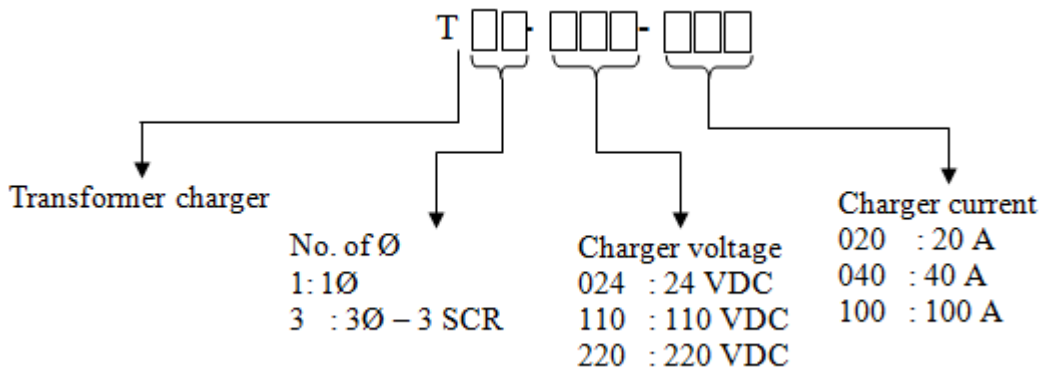 T □□- □□□- □□□
Transformer charger
No. of Ø
1: 1Ø
3 : 3Ø – 3 SCR
Charger voltage
024 : 24 VDC
110 : 110 VDC
220 : 220 VDC
Charger current
020 : 20 A
040 : 40 A
100 : 100 A